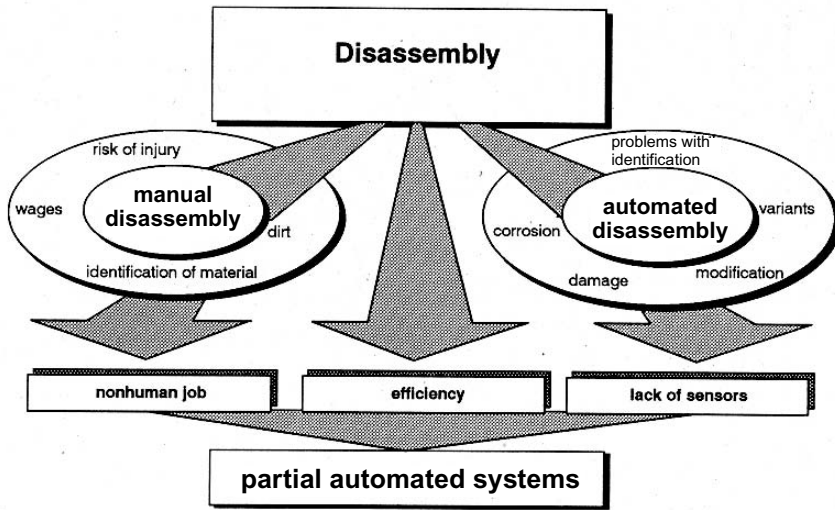 Disassembly
risk of injury
wages
manual
disassembly
dirt
identification of material
problems with
identification
automated
disassembly
variants
corrosion
damage
modification
nonhuman job
efficiency
lack of sensors
partial automated systems